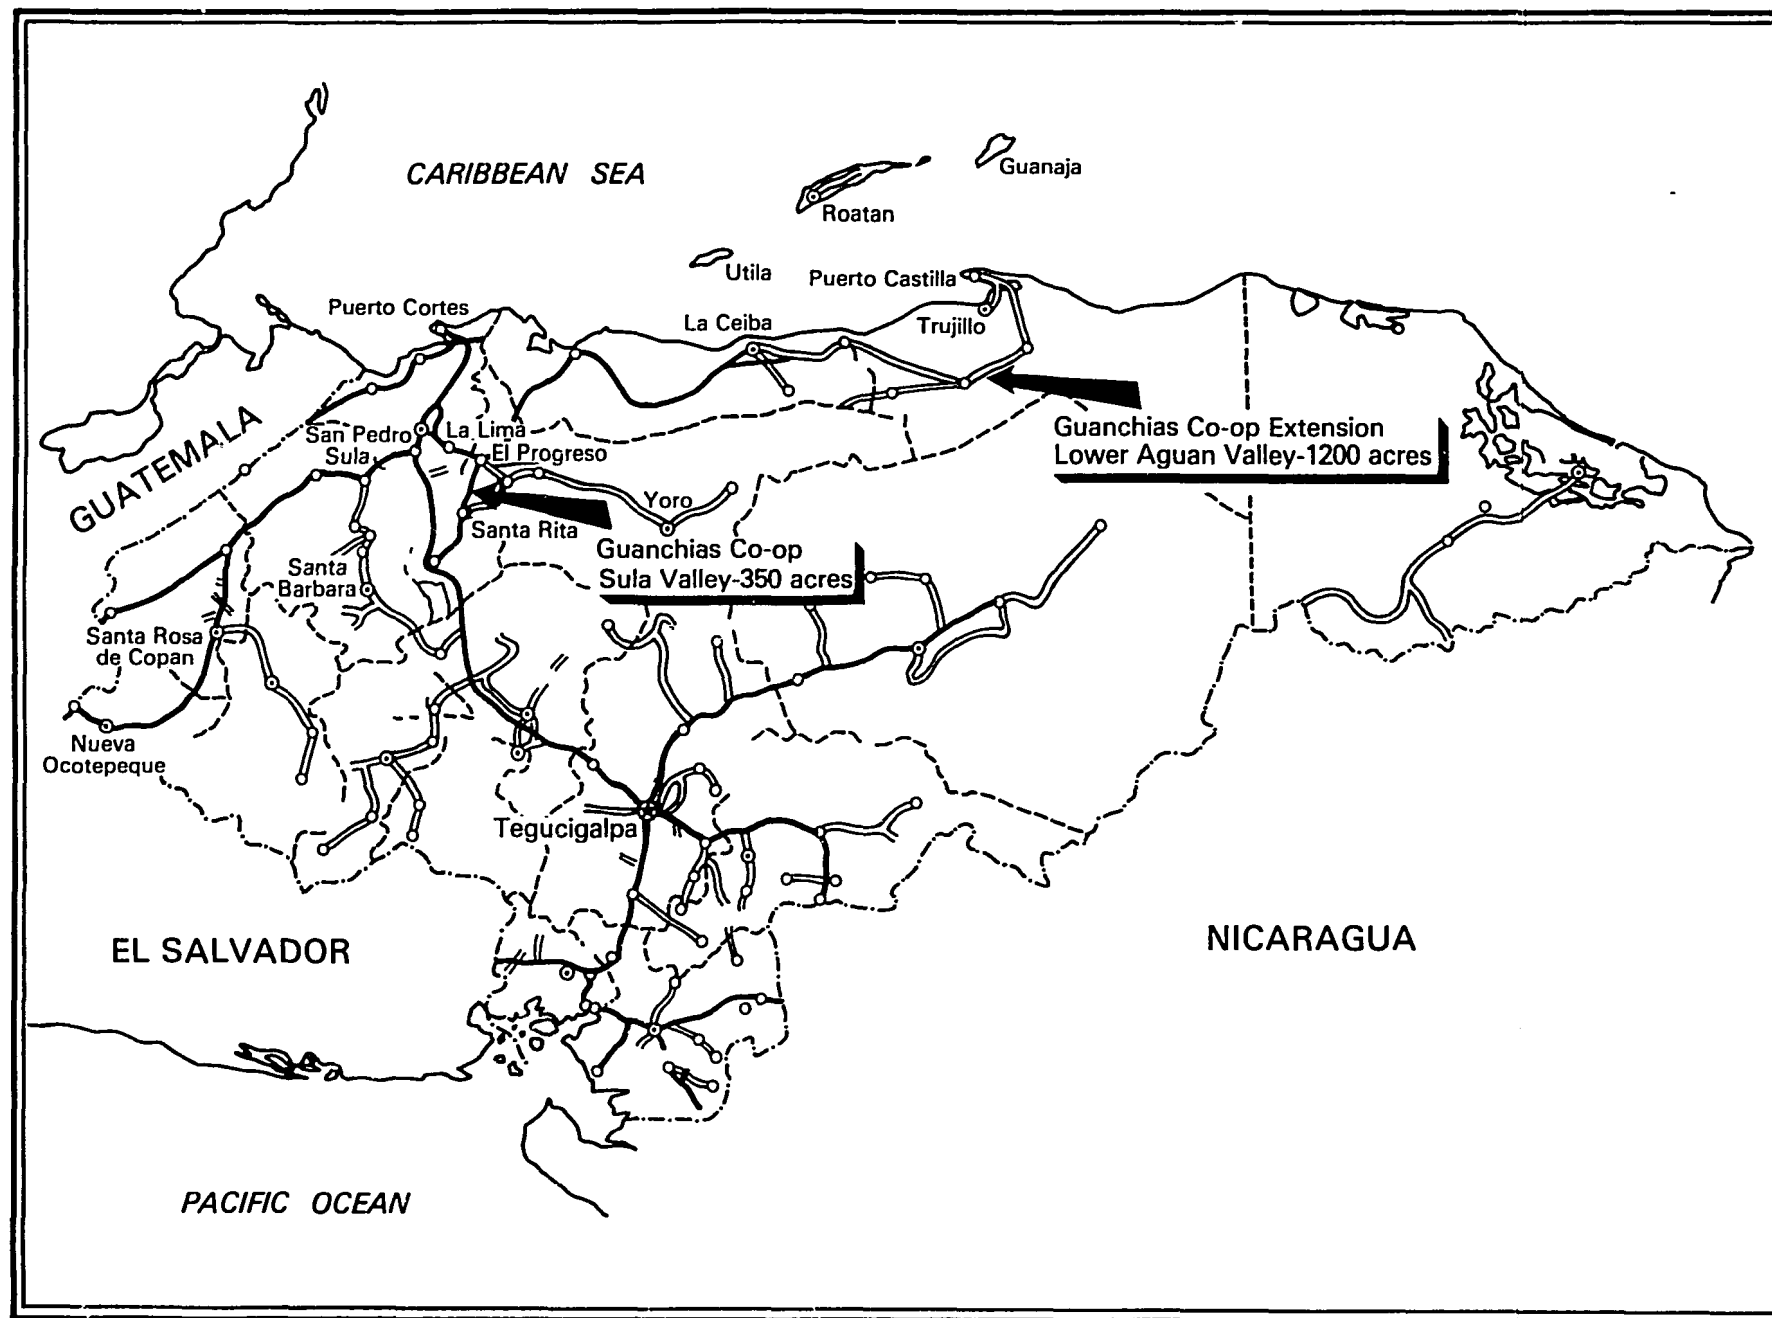 CARIBBEAN SEA
Guanaja
Roatan
Utila
Puerto Castilla
Puerto Cortes
La Ceiba
Trujillo
GUATEMALA
San Pedro
Sula
La Lima
El Progreso
Guanchias Co-op Extension
Lower Aguan Valley-1200 acres
Yoro
Santa Rita
Guanchias Co-op
Sula Valley-350 acres
Santa
Barbara
Santa Rosa
de Copan
Nueva
Ocotepeque
Tegucigalpa
EL SALVADOR
NICARAGUA
PACIFIC OCEAN